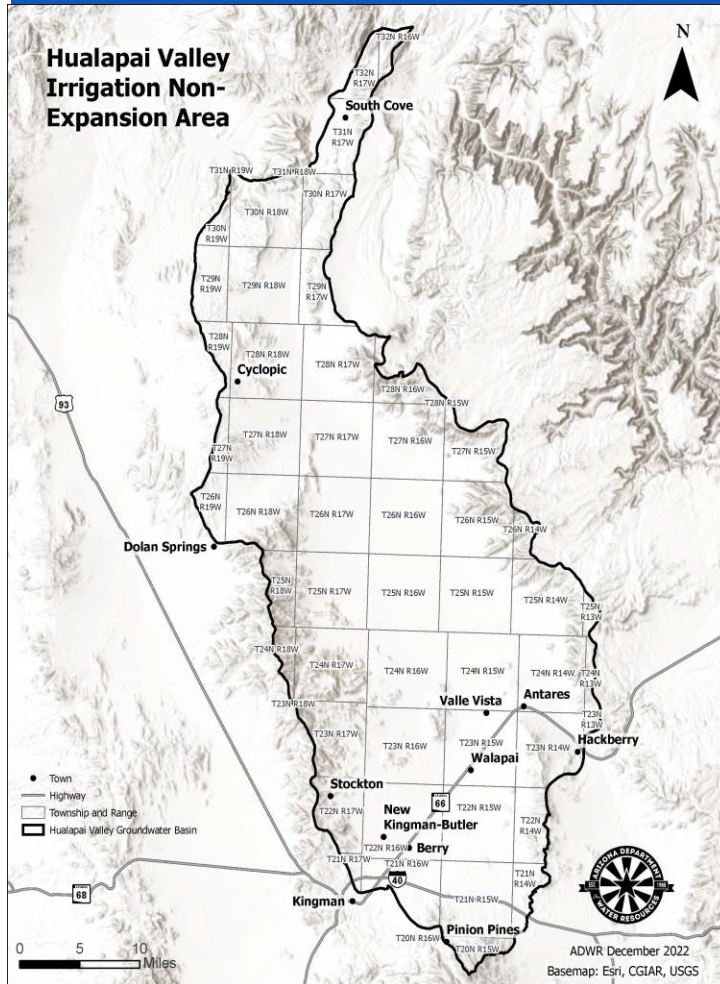 Hualapai Valley
Irrigation Non-
Expansion Area
N
T32N R16W
T32N
R17W
South Cove
T31N
R17W
T31N R19W
T31N R18W
T30N R17W
T30N R18W
T30N
R19W
T29N
R19W
T29N R18W
T29N
R17W
T28N
R19W
T28N R18W
T28N R17W
Cyclopic
T28N R16W
T28N R15W
93
T27N R18W
T27N R17W
T27N R16W
T27N
R19W
T27N R15W
T26N
R19W
T26N R18W
T26N R17W
T26N R16W
T26N R15W
T26N R14W
Dolan Springs
T25N
R18W
T25N R17W
T25N R16W
T25N R15W
T25N R14W
T25N
R13W
T24N R18W
T24N R17W
T24N R16W
T24N R15W
T24N R14W
T24N
R13W
Valle Vista
Antares
T23N R18W
T23N
R13W
T23N R17W
T23N R16W
T23N R15W
T23N R14W
Hackberry
Walapai
Town
Highway
Township and Range
Hualapai Valley Groundwater Basin
Stockton
T22N R17W
66
T22N R15W
New
Kingman-Butler
T22N
R14W
T22N R16W
Berry
T21N R17W
T21N R16W
40
T21N
R14W
68
Kingman
T21N R15W
ARIZONA DEPARTMENT
EST 1980
OF WATER RESOURCES
T20N R16W
Pinion Pines
T20N R15W
0 5 10
Miles
ADWR December 2022
Basemap: Esri, CGIAR, USGS